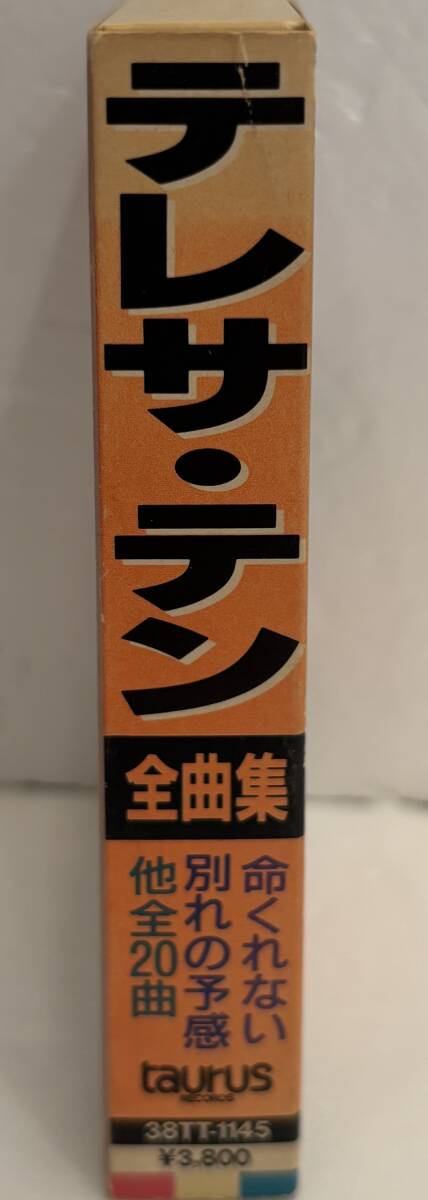 テレサ・テン
全曲集
命くれない
別れの予感
他全20曲
taurus
RECORDS
38TT-1145
¥3,800